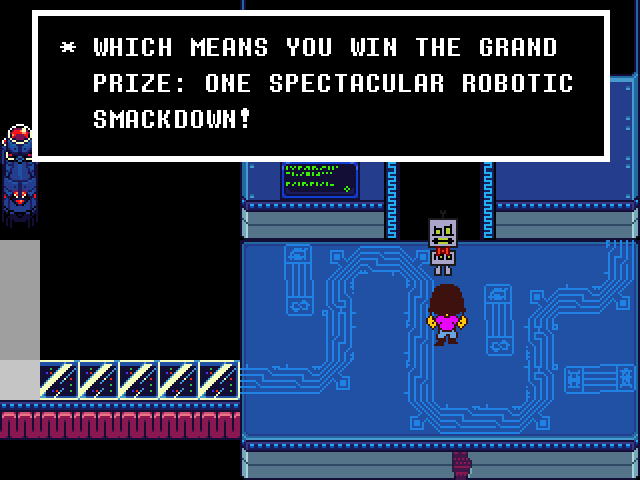 * WHICH MEANS YOU WIN THE GRAND
PRIZE: ONE SPECTACULAR ROBOTIC
SMACKDOWN!